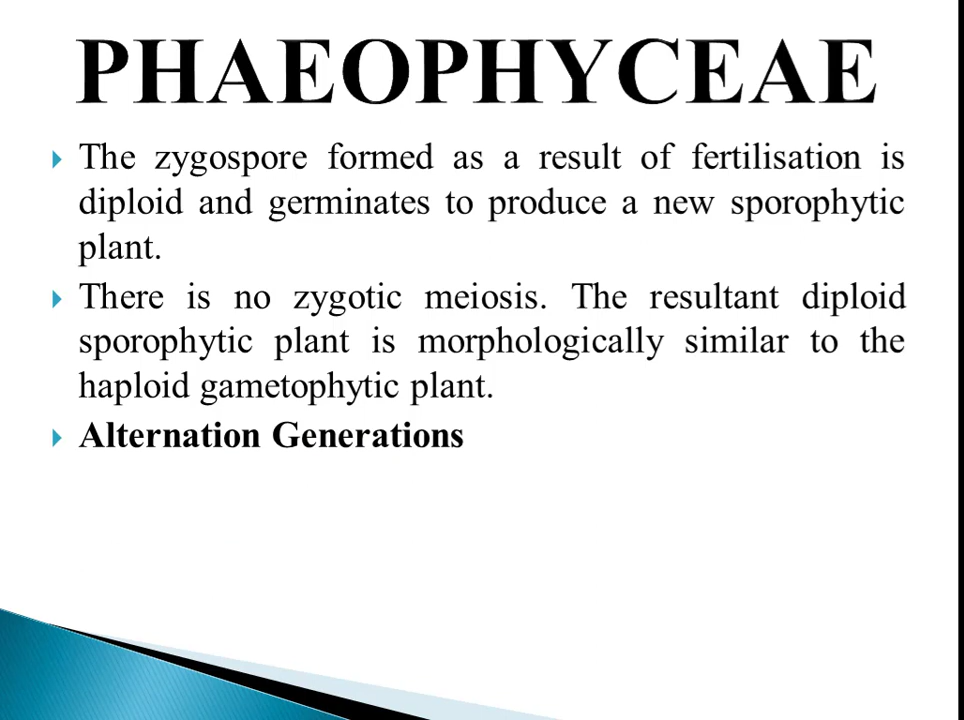 PHAEOPHYCEAE
The zygospore formed as a result of fertilisation is
diploid and germinates to produce a new sporophytic
plant.
There is no zygotic meiosis. The resultant diploid
sporophytic plant is morphologically similar to the
haploid gametophytic plant.
Alternation Generations